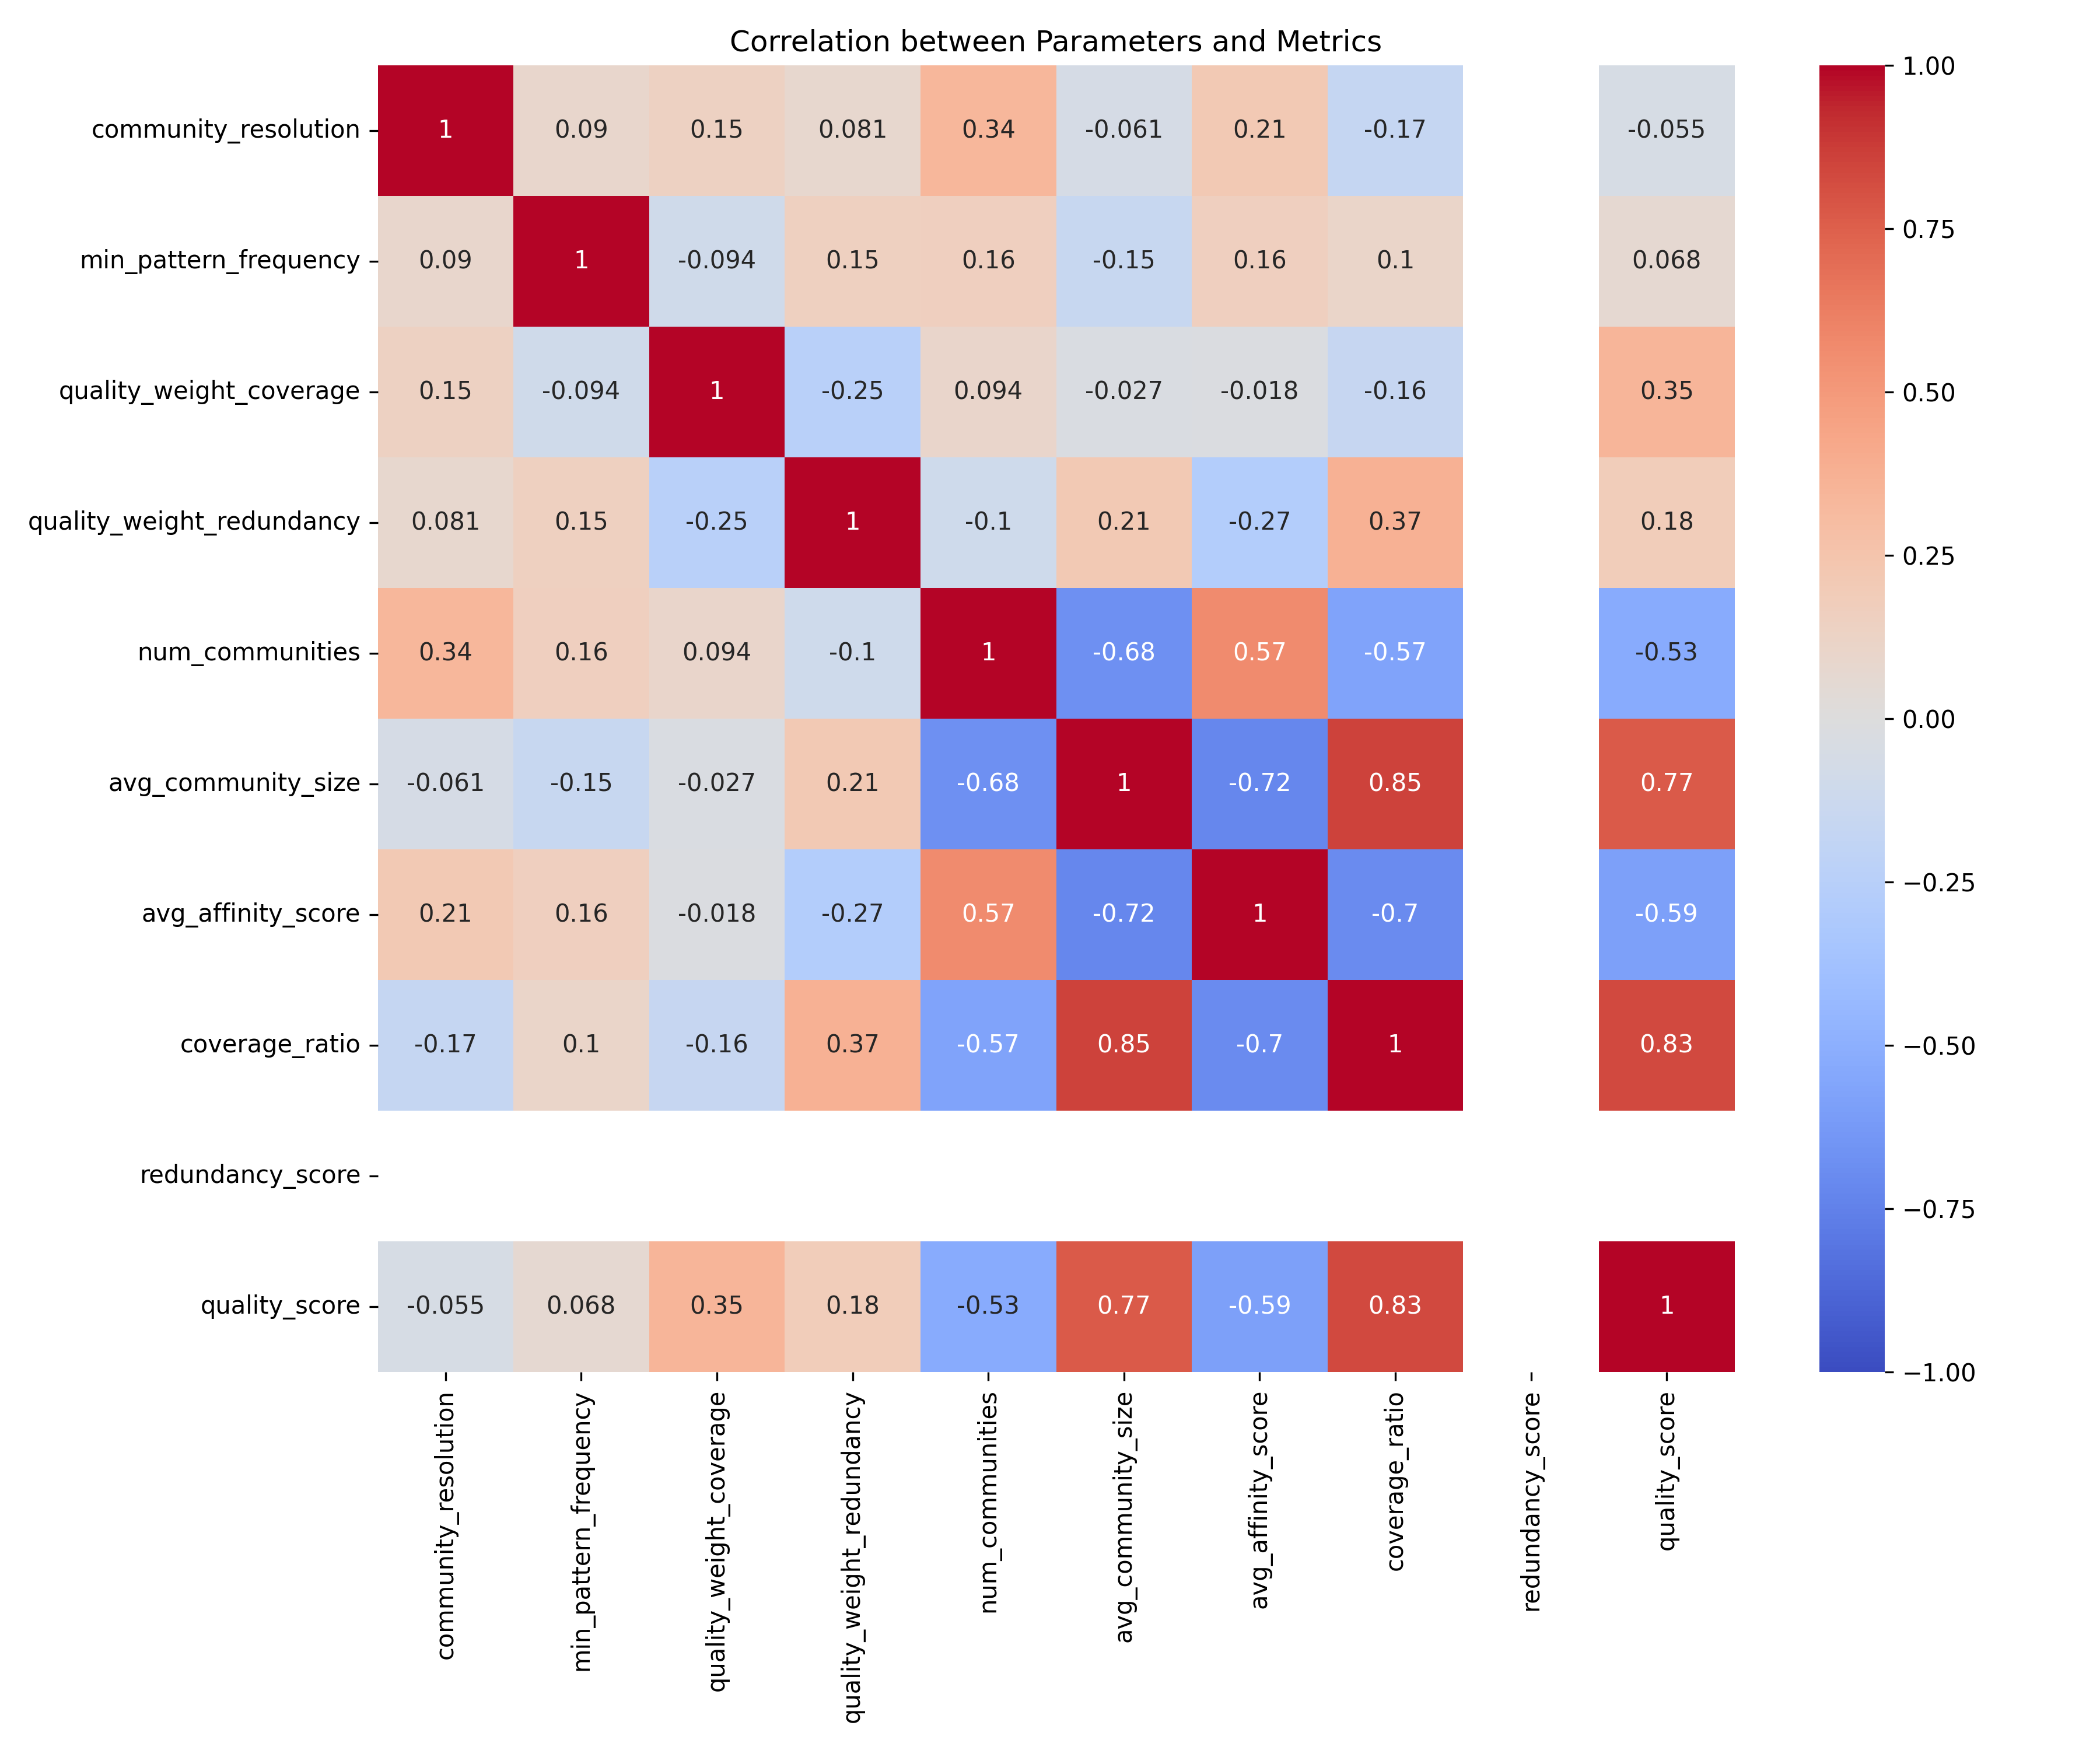 Correlation between Parameters and Metrics
community_resolution 1 0.09 0.15 0.081 0.34 -0.061 0.21 -0.17 -0.055
min_pattern_frequency 0.09 1 -0.094 0.15 0.16 -0.15 0.16 0.1 0.068
quality_weight_coverage 0.15 -0.094 1 -0.25 0.094 -0.027 -0.018 -0.16 0.35
quality_weight_redundancy 0.081 0.15 -0.25 1 -0.1 0.21 -0.27 0.37 0.18
num_communities 0.34 0.16 0.094 -0.1 1 -0.68 0.57 -0.57 -0.53
avg_community_size -0.061 -0.15 -0.027 0.21 -0.68 1 -0.72 0.85 0.77
avg_affinity_score 0.21 0.16 -0.018 -0.27 0.57 -0.72 1 -0.7 -0.59
coverage_ratio -0.17 0.1 -0.16 0.37 -0.57 0.85 -0.7 1 0.83
redundancy_score
quality_score -0.055 0.068 0.35 0.18 -0.53 0.77 -0.59 0.83 1
community_resolution
min_pattern_frequency
quality_weight_coverage
quality_weight_redundancy
num_communities
avg_community_size
avg_affinity_score
coverage_ratio
redundancy_score
quality_score
1.00
0.75
0.50
0.25
0.00
−0.25
−0.50
−0.75
−1.00